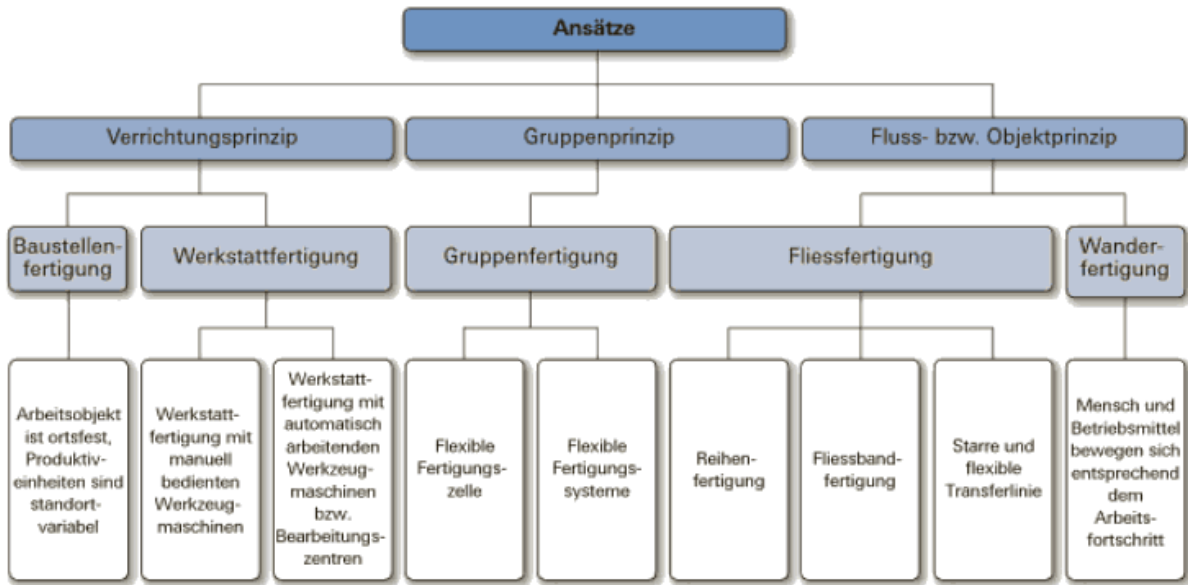 Ansätze
Verrichtungsprinzip
Gruppenprinzip
Fluss- bzw. Objektprinzip
Baustellen-
fertigung
Werkstattfertigung
Gruppenfertigung
Fliessfertigung
Wander-
fertigung
Arbeitsobjekt
ist ortsfest,
Produktiv-
einheiten sind
standort-
variabel
Werkstatt-
fertigung mit
manuell
bedienten
Werkzeug-
maschinen
Werkstatt-
fertigung mit
automatisch
arbeitenden
Werkzeug-
maschinen
bzw.
Bearbeitungs-
zentren
Flexible
Fertigungs-
zelle
Flexible
Fertigungs-
systeme
Reihen-
fertigung
Fliessband-
fertigung
Starre und
flexible
Transferlinie
Mensch und
Betriebsmittel
bewegen sich
entsprechend
dem
Arbeits-
fortschritt